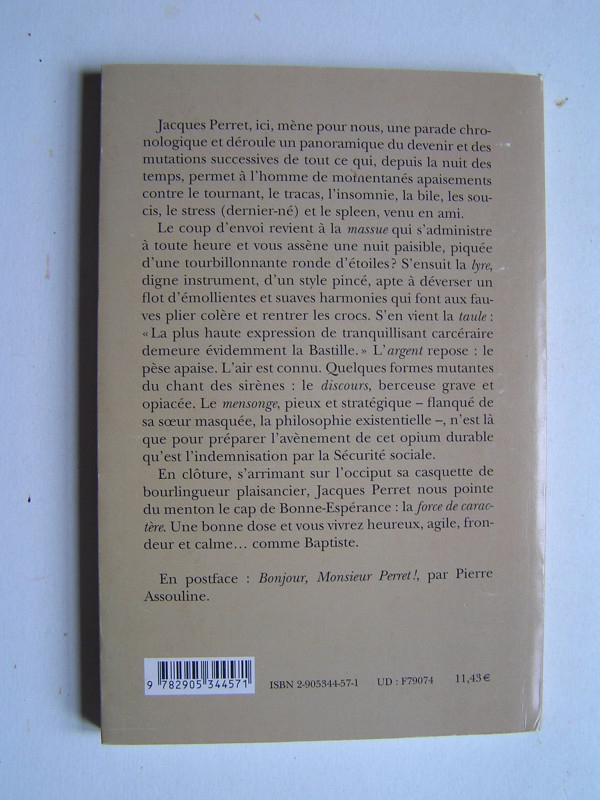 Jacques Perret, ici, mène pour nous, une parade chro-
nologique et déroule un panoramique du devenir et des
mutations successives de tout ce qui, depuis la nuit des
temps, permet à l'homme de momentanés apaisements
contre le tournant, le tracas, l'insomnie, la bile, les sou-
cis, le stress (dernier-né) et le spleen, venu en ami.
Le coup d'envoi revient à la massue qui s'administre
à toute heure et vous assène une nuit paisible, piquée
d'une tourbillonnante ronde d'étoiles? S'ensuit la lyre,
digne instrument, d'un style pincé, apte à déverser un
flot d'émollientes et suaves harmonies qui font aux fau-
ves plier colère et rentrer les crocs. S'en vient la taule :
« La plus haute expression de tranquillisant carcéraire
demeure évidemment la Bastille. » L'argent repose : le
pèse apaise. L'air est connu. Quelques formes mutantes
du chant des sirènes : le discours, berceuse grave et
opiacée. Le mensonge, pieux et stratégique – flanqué de
sa sœur masquée, la philosophie existentielle –, n'est là
que pour préparer l'avènement de cet opium durable
qu'est l'indemnisation par la Sécurité sociale.
En clôture, s'arrimant sur l'occiput sa casquette de
bourlingueur plaisancier, Jacques Perret nous pointe
du menton le cap de Bonne-Espérance : la force de carac-
tère. Une bonne dose et vous vivrez heureux, agile, fron-
deur et calme… comme Baptiste.
En postface : Bonjour, Monsieur Perret!, par Pierre
Assouline.
9 782905 344571
ISBN 2-905344-57-1 UD : F79074 11,43 €